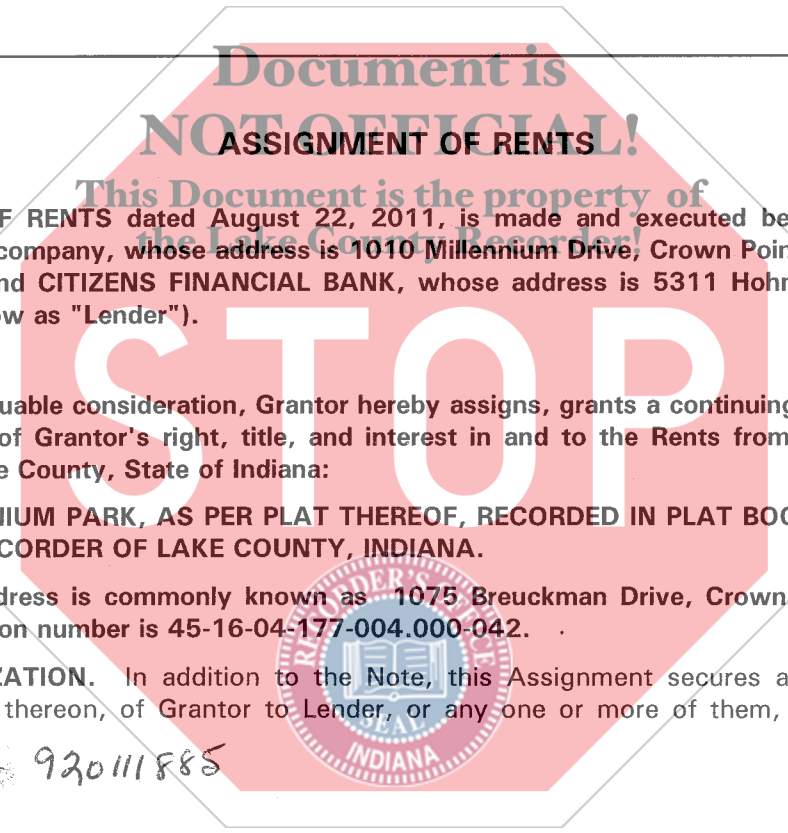 Document is
NOT OFFICIAL!
ASSIGNMENT OF RENTS
This Document is the property of
the Lake County Recorder!
F RENTS dated August 22, 2011, is made and executed be
company, whose address is 1010 Millennium Drive, Crown Poin
nd CITIZENS FINANCIAL BANK, whose address is 5311 Hohn
ow as "Lender").
STOP
uable consideration, Grantor hereby assigns, grants a continuing
of Grantor's right, title, and interest in and to the Rents from
e County, State of Indiana:
NIUM PARK, AS PER PLAT THEREOF, RECORDED IN PLAT BOO
CORDER OF LAKE COUNTY, INDIANA.
dress is commonly known as 1075 Breuckman Drive, Crown
on number is 45-16-04-177-004.000-042.
ZATION. In addition to the Note, this Assignment secures a
thereon, of Grantor to Lender, or any one or more of them,
RECORDER'S OFFICE
SEAL
INDIANA
920111885